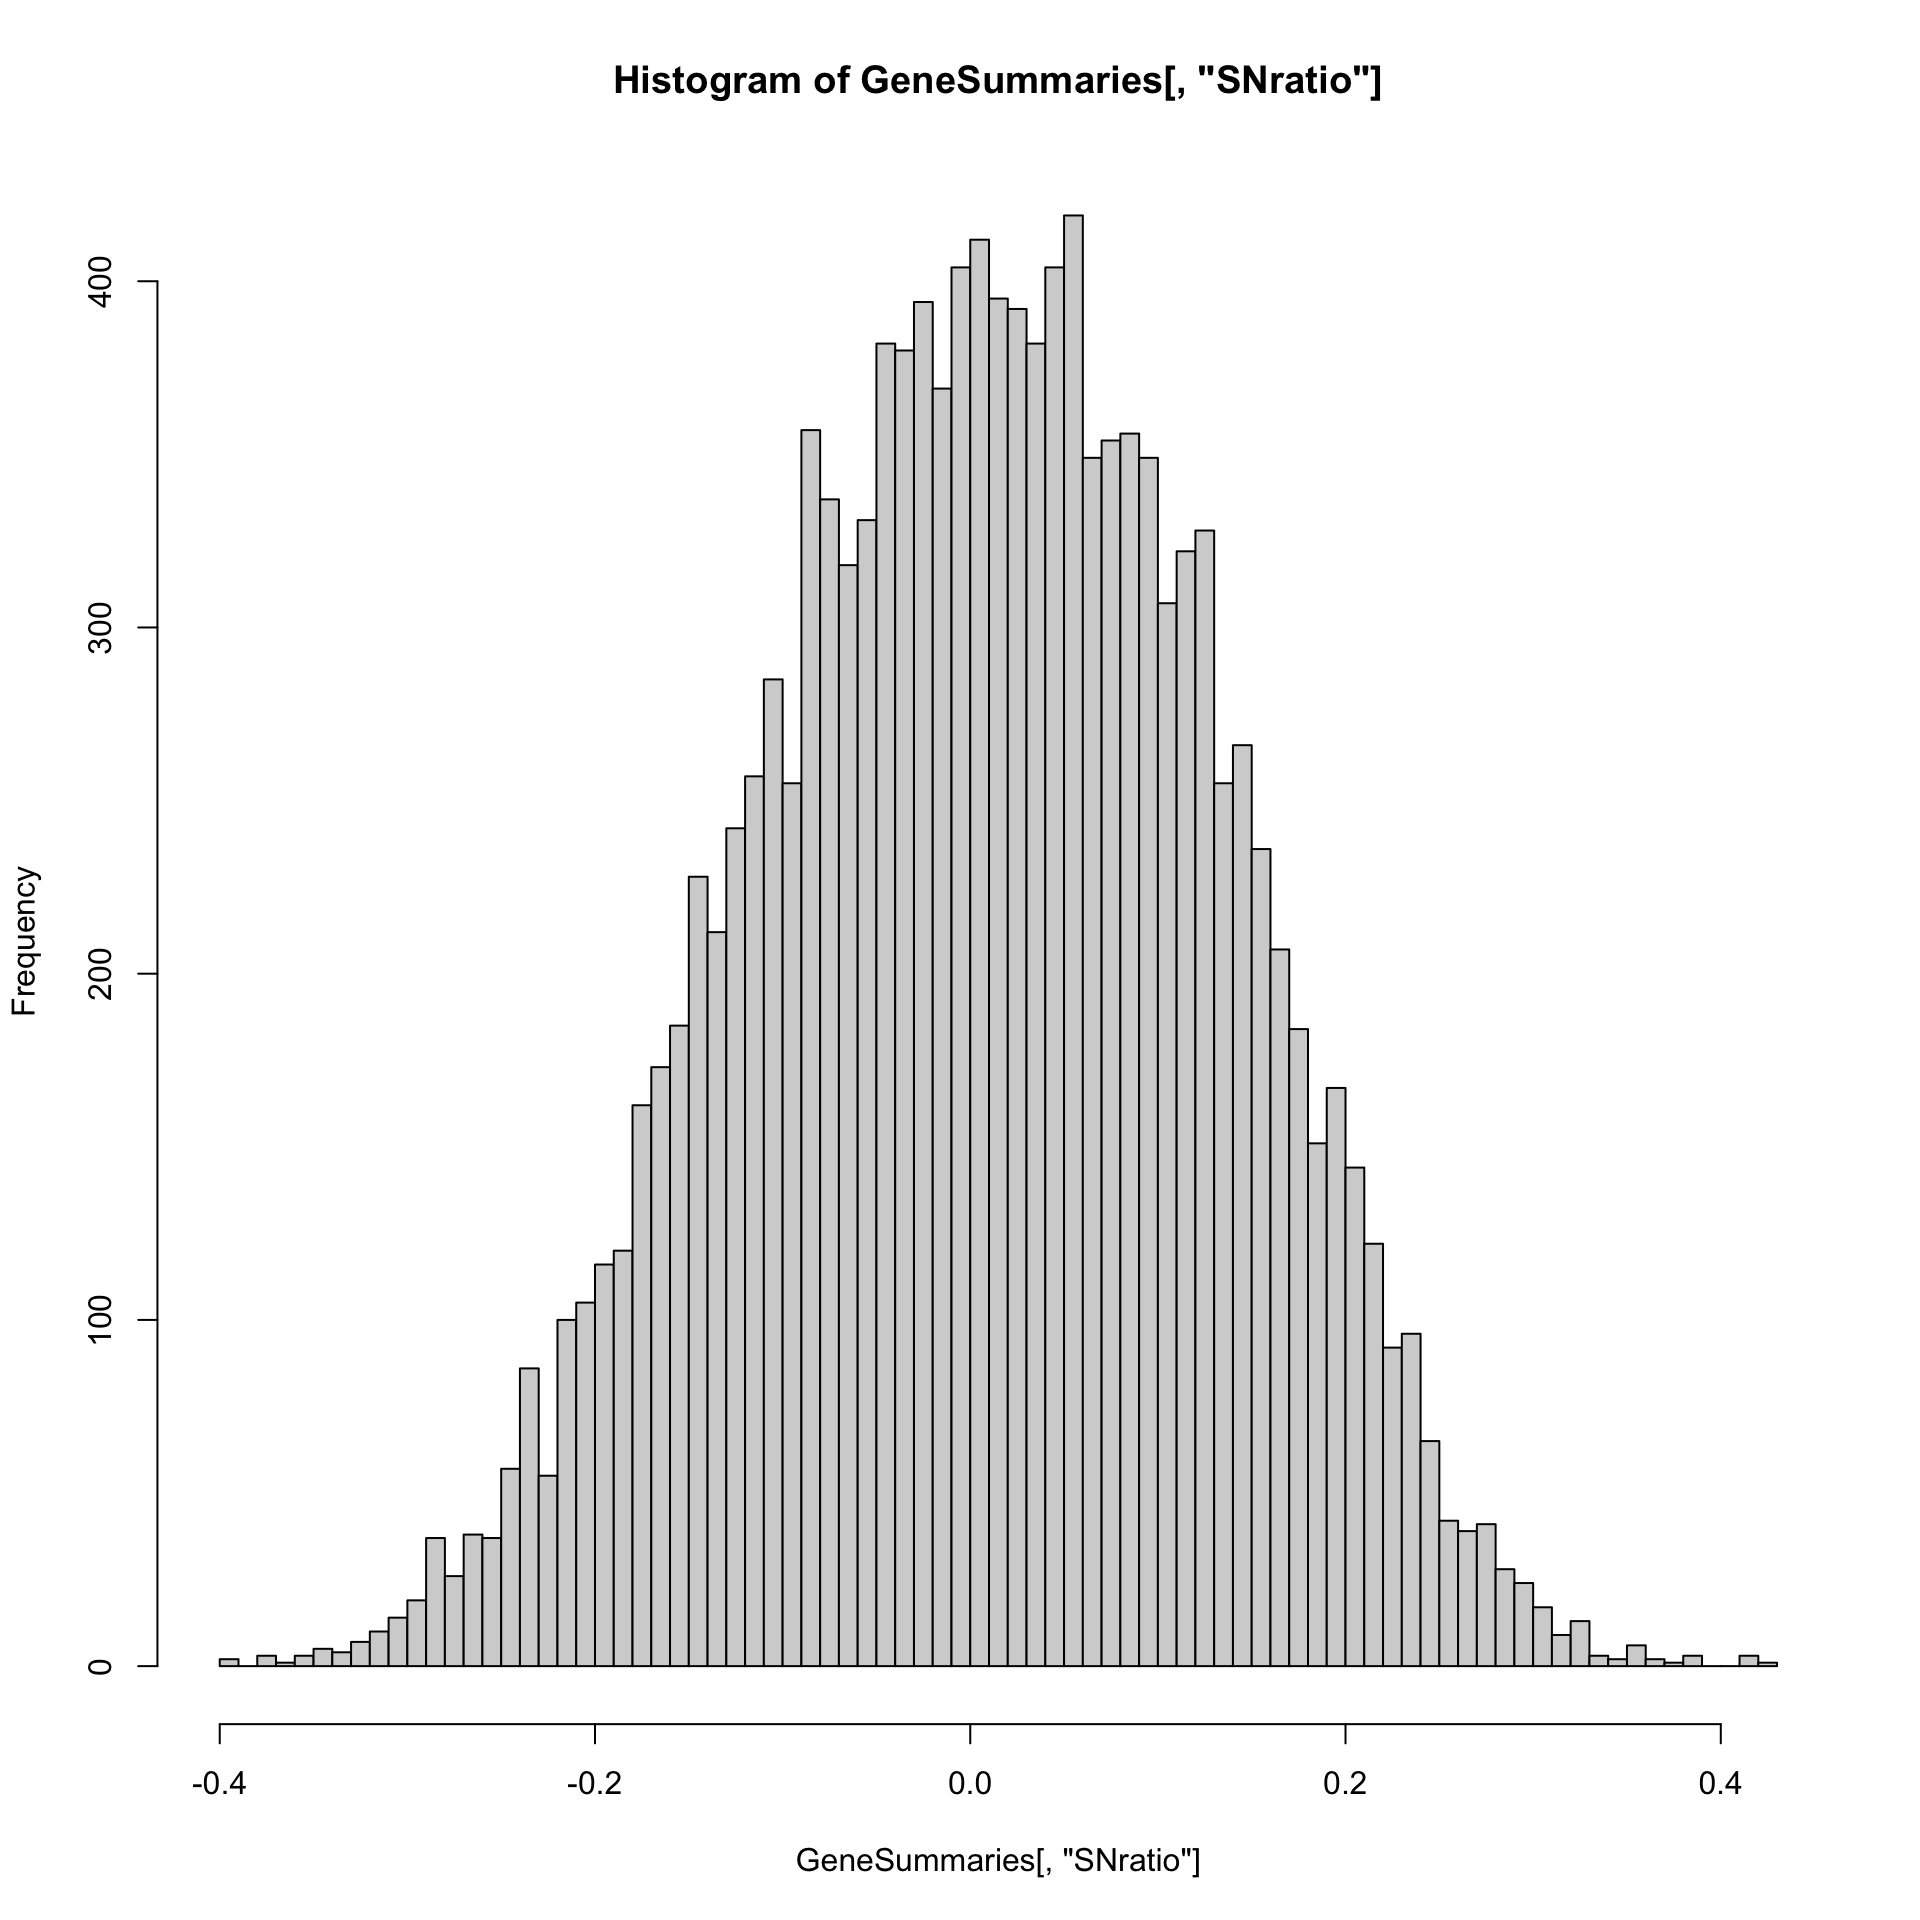 Histogram of GeneSummaries[, "SNratio"]
Frequency
400
300
200
100
0
-0.4 -0.2 0.0 0.2 0.4
GeneSummaries[, "SNratio"]